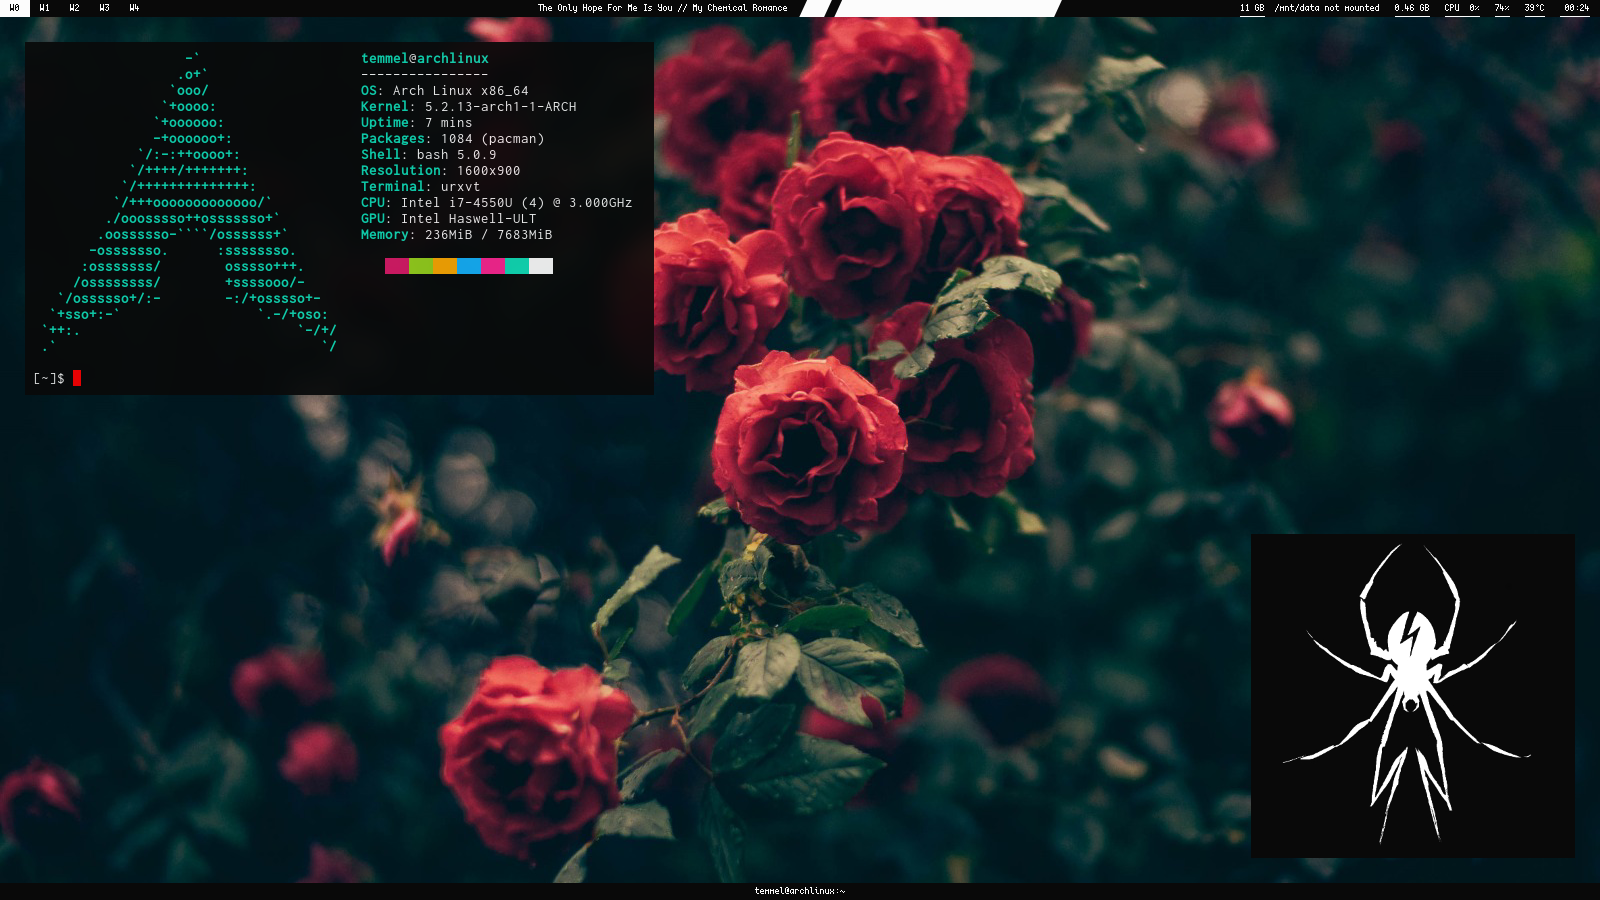 W0 W1 W2 W3 W4 The Only Hope For Me Is You // My Chemical Romance 11 GB /mnt/data not mounted 0.46 GB CPU 0% 74% 39°C 00:24
-`
.o+`
`ooo/
`+oooo:
`+oooooo:
-+oooooo+:
`/:-:++oooo+:
`/++++/+++++++:
`/++++++++++++++:
`/+++ooooooooooooo/`
./ooosssso++osssssso+`
.oossssso-````/ossssss+`
-osssssso. :ssssssso.
:osssssss/ osssso+++.
/ossssssss/ +ssssooo/-
`/ossssso+/:- -:/+osssso+-
`+sso+:-` `.-/+oso:
`++:. `-/+/
.` `/
temmel@archlinux
----------------
OS: Arch Linux x86_64
Kernel: 5.2.13-arch1-1-ARCH
Uptime: 7 mins
Packages: 1084 (pacman)
Shell: bash 5.0.9
Resolution: 1600x900
Terminal: urxvt
CPU: Intel i7-4550U (4) @ 3.000GHz
GPU: Intel Haswell-ULT
Memory: 236MiB / 7683MiB
[~]$
temmel@archlinux:~